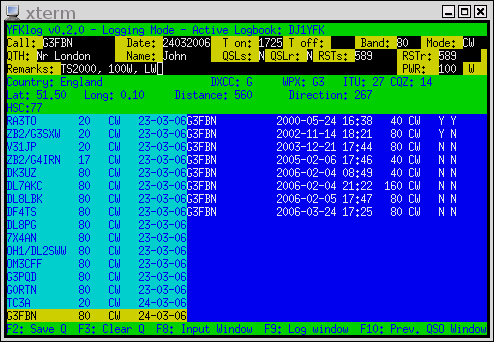 xterm
YFKlog v0.2.0 - Logging Mode - Active Logbook: DJ1YFK
Call: G3FBN Date: 24032006 T on: 1725 T off: Band: 80 Mode: CW
QTH: Nr London Name: John QSLs: N QSLr: N RSTs: 589 RSTr: 589
Remarks: TS2000, 100W, LW PWR: 100 W
Country: England DXCC: G WPX: G3 ITU: 27 CQZ: 14
Lat: 51.50 Long: 0.10 Distance: 560 Direction: 267
HSC:77
RA3TO 20 CW 23-03-06 G3FBN 2000-05-24 16:38 40 CW Y Y
ZB2/G3SXW 20 CW 23-03-06 G3FBN 2002-11-14 18:21 80 CW Y N
V31JP 20 CW 23-03-06 G3FBN 2003-12-21 17:44 80 CW N N
ZB2/G4IRN 17 CW 23-03-06 G3FBN 2005-02-06 17:46 40 CW N N
DK3UZ 80 CW 23-03-06 G3FBN 2006-02-04 08:49 40 CW N N
DL7AKC 80 CW 23-03-06 G3FBN 2006-02-04 21:22 160 CW N N
DL8LBK 80 CW 23-03-06 G3FBN 2006-02-05 17:47 80 CW N N
DF4TS 80 CW 23-03-06 G3FBN 2006-03-24 17:25 80 CW N N
DL8PG 80 CW 23-03-06
7X4AN 80 CW 23-03-06
OH1/DL2SWW 80 CW 23-03-06
OM3CFF 80 CW 23-03-06
G3PQD 80 CW 23-03-06
G0RTN 80 CW 23-03-06
TC3A 20 CW 24-03-06
G3FBN 80 CW 24-03-06
F2: Save Q F3: Clear Q F8: Input Window F9: Log window F10: Prev. QSO Window